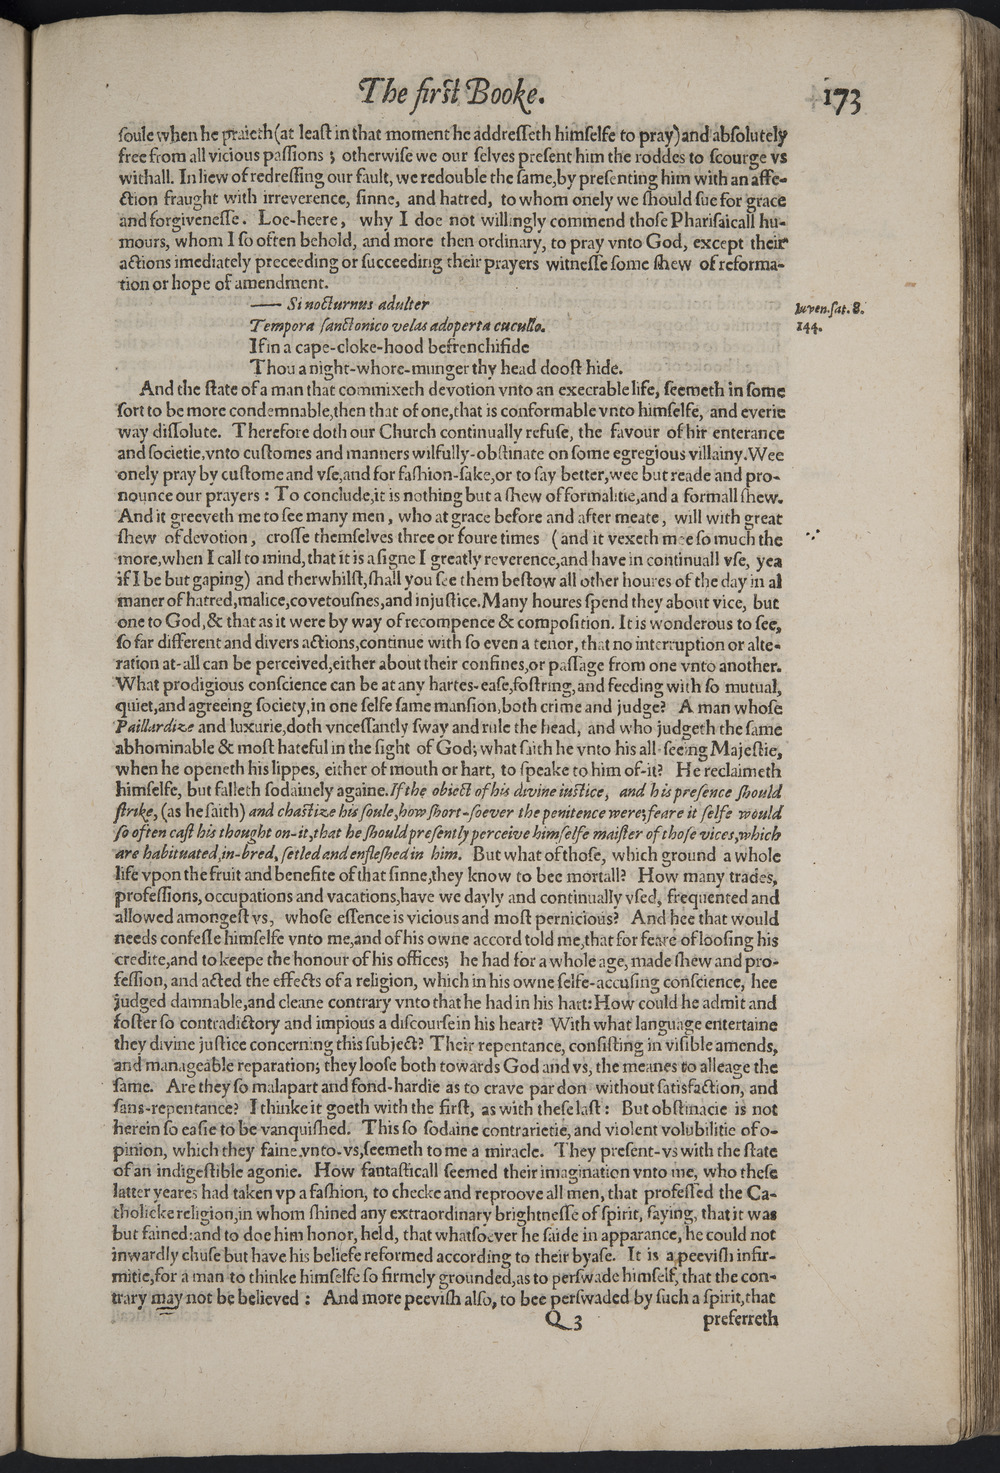 The first Booke.
173
ſoule when he praieth (at leaſt in that moment he addreſſeth himſelfe to pray) and abſolutely
free from all vicious paſſions ; otherwiſe we our ſelves preſent him the roddes to ſcourge vs
withall. In liew of redreſſing our fault, we redouble the ſame, by preſenting him with an affe-
ction fraught with irreverence, ſinne, and hatred, to whom onely we ſhould ſue for grace
and forgiveneſſe. Loe-heere, why I doe not willingly commend thoſe Phariſaicall hu-
mours, whom I ſo often behold, and more then ordinary, to pray vnto God, except their
actions imediately preceeding or ſucceeding their prayers witneſſe ſome ſhew of reforma-
tion or hope of amendment.
—— Si nocturnus adulter
Iuven. ſat. 8.
Tempora ſanctonico velas adoperta cucullo.
144.
If in a cape-cloke-hood befrenchifide
Thou a night-whore-munger thy head dooſt hide.
And the ſtate of a man that commixeth devotion vnto an execrable life, ſeemeth in ſome
ſort to be more condemnable, then that of one, that is conformable vnto himſelfe, and everie
way diſſolute. Therefore doth our Church continually refuſe, the favour of hir enterance
and ſocietie, vnto cuſtomes and manners wilfully-obſtinate on ſome egregious villainy. Wee
onely pray by cuſtome and vſe, and for faſhion-ſake, or to ſay better, wee but reade and pro-
nounce our prayers : To conclude, it is nothing but a ſhew of formalitie, and a formall ſhew.
And it greeveth me to ſee many men, who at grace before and after meate, will with great
ſhew of devotion, croſſe themſelves three or foure times (and it vexeth mee ſo much the
more, when I call to mind, that it is a ſigne I greatly reverence, and have in continuall vſe, yea
if I be but gaping) and therwhilſt, ſhall you ſee them beſtow all other houres of the day in al
maner of hatred, malice, covetouſnes, and injuſtice. Many houres ſpend they about vice, but
one to God, & that as it were by way of recompence & compoſition. It is wonderous to ſee,
ſo far different and divers actions, continue with ſo even a tenor, that no interruption or alte-
ration at-all can be perceived, either about their confines, or paſſage from one vnto another.
What prodigious conſcience can be at any hartes-eaſe, foſtring, and feeding with ſo mutual,
quiet, and agreeing ſociety, in one ſelfe ſame manſion, both crime and judge? A man whoſe
Paillardize and luxurie, doth vnceſſantly ſway and rule the head, and who judgeth the ſame
abhominable & moſt hateful in the ſight of God; what ſaith he vnto his all-ſeeing Majeſtie,
when he openeth his lippes, either of mouth or hart, to ſpeake to him of-it? He reclaimeth
himſelfe, but falleth ſodainely againe. If the obiect of his divine iuſtice, and his preſence ſhould
ſtrike, (as he ſaith) and chaſtize his ſoule, how ſhort-ſoever the penitence were, feare it ſelfe would
ſo often caſt his thought on-it, that he ſhould preſently perceive himſelfe maiſter of thoſe vices, which
are habituated, in-bred, ſetled and enfleſhed in him. But what of thoſe, which ground a whole
life vpon the fruit and benefite of that ſinne, they know to bee mortall? How many trades,
profeſſions, occupations and vacations, have we dayly and continually vſed, frequented and
allowed amongeſt vs, whoſe eſſence is vicious and moſt pernicious? And hee that would
needs confeſſe himſelfe vnto me, and of his owne accord told me, that for feare of looſing his
credite, and to keepe the honour of his offices; he had for a whole age, made ſhew and pro-
feſſion, and acted the effects of a religion, which in his owne ſelfe-accuſing conſcience, hee
judged damnable, and cleane contrary vnto that he had in his hart: How could he admit and
foſter ſo contradictory and impious a diſcourſe in his heart? With what language entertaine
they divine juſtice concerning this ſubject? Their repentance, conſiſting in viſible amends,
and manageable reparation; they looſe both towards God and vs, the meanes to alleage the
ſame. Are they ſo malapart and fond-hardie as to crave pardon without ſatisfaction, and
ſans-repentance? I thinke it goeth with the firſt, as with theſe laſt : But obſtinacie is not
herein ſo eaſie to be vanquiſhed. This ſo ſodaine contrarietie, and violent volubilitie of o-
pinion, which they faine vnto-vs, ſeemeth to me a miracle. They preſent-vs with the ſtate
of an indigeſtible agonie. How fantaſticall ſeemed their imagination vnto me, who theſe
latter yeares had taken vp a faſhion, to checke and reproove all men, that profeſſed the Ca-
tholicke religion, in whom ſhined any extraordinary brightneſſe of ſpirit, ſaying, that it was
but fained: and to doe him honor, held, that whatſoever he ſaide in apparance, he could not
inwardly chuſe but have his beliefe reformed according to their byaſe. It is a peeviſh infir-
mitie, for a man to thinke himſelfe ſo firmely grounded, as to perſwade himſelf, that the con-
trary may not be believed : And more peeviſh alſo, to bee perſwaded by ſuch a ſpirit, that
Q3
preferreth